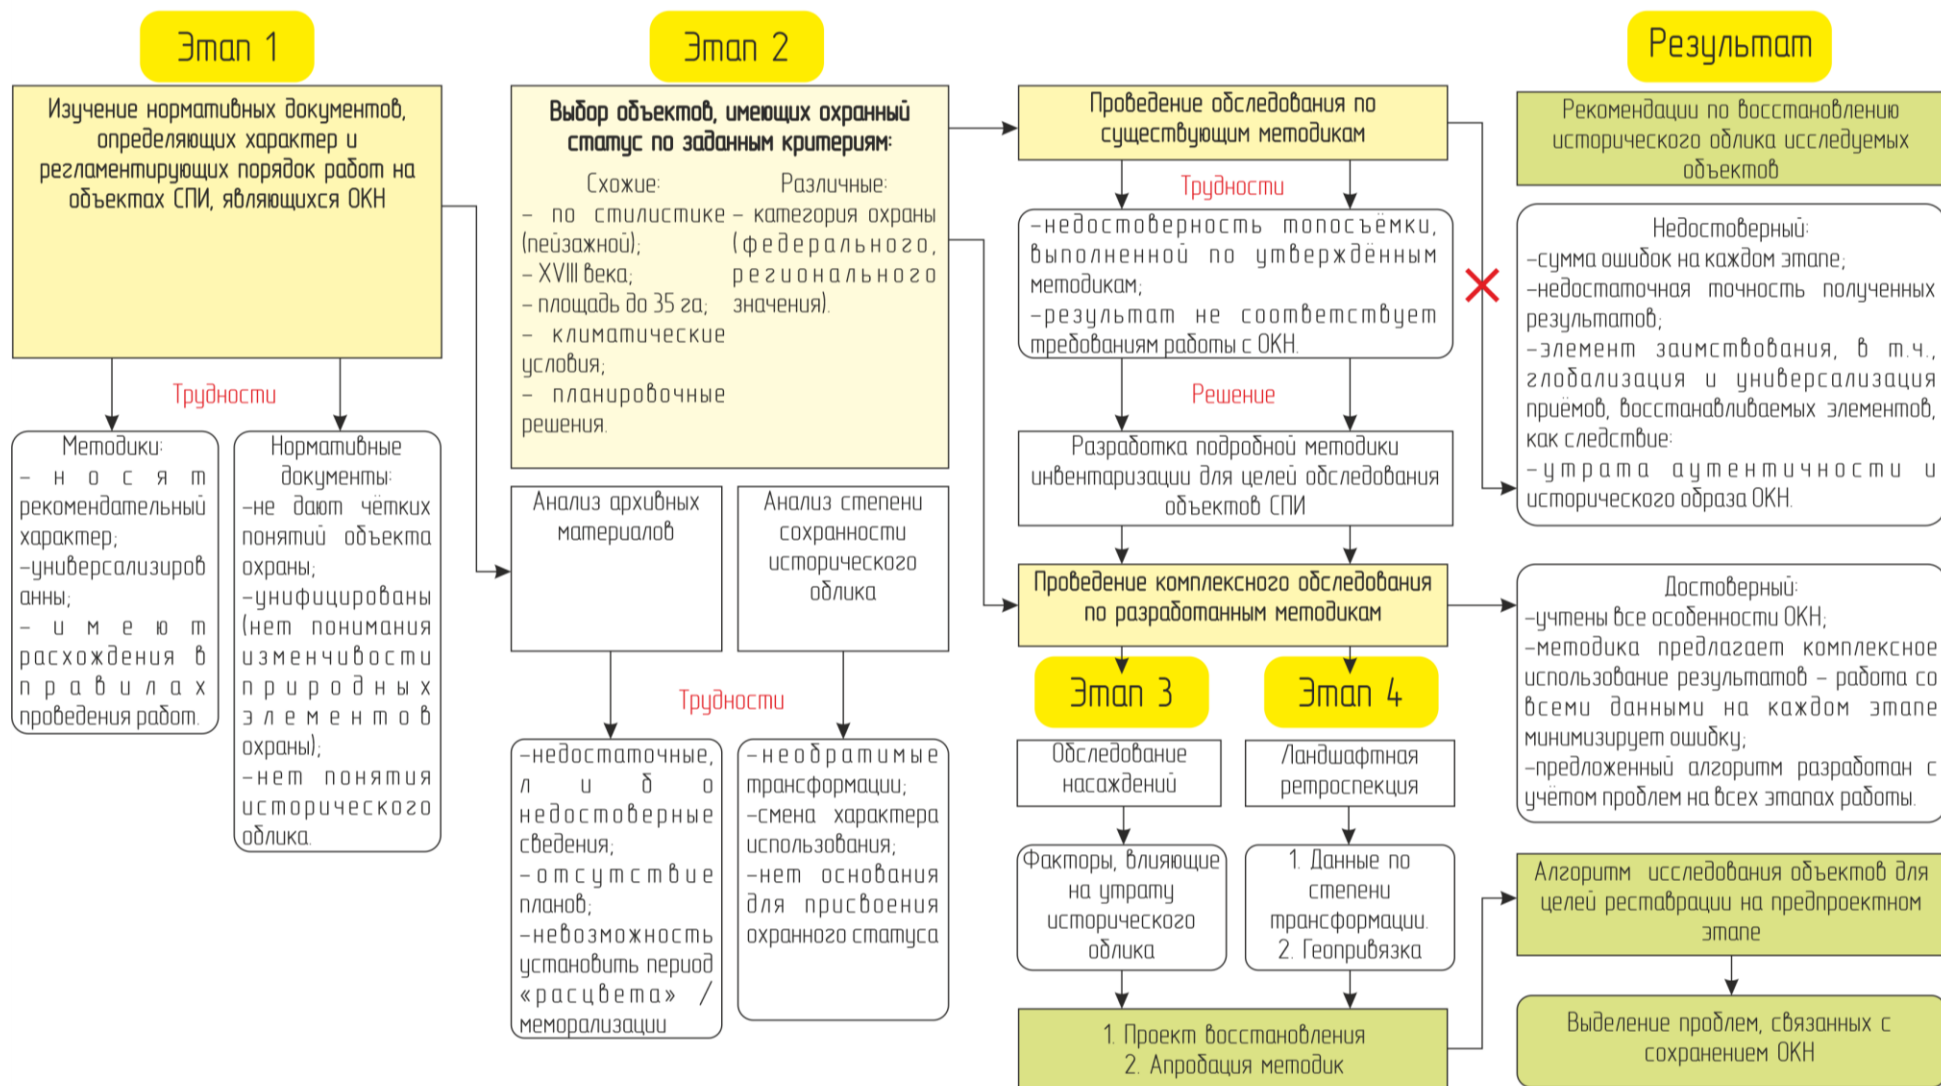 Этап 1
Изучение нормативных документов,
определяющих характер и
регламентирующих порядок работ на
объектах СПИ, являющихся ОКН
Трудности
Методики:
– носят
рекомендательный
характер;
–универсализиров
анны;
– имеют
расхождения в
правилах
проведения работ.
Нормативные
документы:
–не дают чётких
понятий объекта
охраны;
–унифицированы
(нет понимания
изменчивости
природных
элементов
охраны);
–нет понятия
исторического
облика.
Этап 2
Выбор объектов, имеющих охранный
статус по заданным критериям:
Схожие:
– по стилистике
(пейзажной);
– XVIII века;
– площадь до 35 га;
– климатические
условия;
– планировочные
решения.
Различные:
– категория охраны
(федерального,
регионального
значения).
Анализ архивных
материалов
Анализ степени
сохранности
исторического
облика
Трудности
–недостаточные,
либо
недостоверные
сведения;
–отсутствие
планов;
–невозможность
установить период
«расцвета» /
меморализации
–необратимые
трансформации;
–смена характера
использования;
–нет основания
для присвоения
охранного статуса
Проведение обследования по
существующим методикам
Трудности
–недостоверность топосъёмки,
выполненной по утверждённым
методикам;
–результат не соответствует
требованиям работы с ОКН.
Решение
Разработка подробной методики
инвентаризации для целей обследования
объектов СПИ
Проведение комплексного обследования
по разработанным методикам
Этап 3
Обследование
насаждений
Факторы, влияющие
на утрату
исторического
облика
Этап 4
Ландшафтная
ретроспекция
1. Данные по
степени
трансформации.
2. Геопривязка
1. Проект восстановления
2. Апробация методик
Результат
Рекомендации по восстановлению
исторического облика исследуемых
объектов
Недостоверный:
–сумма ошибок на каждом этапе;
–недостаточная точность полученных
результатов;
–элемент заимствования, в т.ч.,
глобализация и универсализация
приёмов, восстанавливаемых элементов,
как следствие:
–утрата аутентичности и
исторического образа ОКН.
Достоверный:
–учтены все особенности ОКН;
–методика предлагает комплексное
использование результатов – работа со
всеми данными на каждом этапе
минимизирует ошибку;
–предложенный алгоритм разработан с
учётом проблем на всех этапах работы.
Алгоритм исследования объектов для
целей реставрации на предпроектном
этапе
Выделение проблем, связанных с
сохранением ОКН